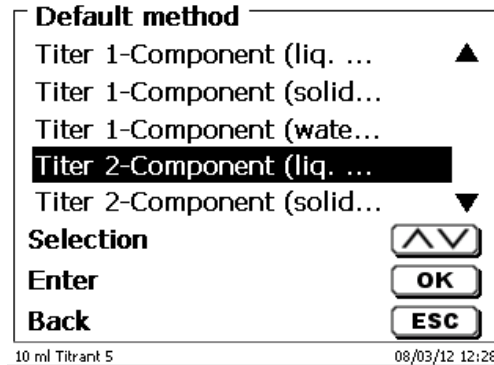 Default method
Titer 1-Component (liq. ...
Titer 1-Component (solid...
Titer 1-Component (wate...
Titer 2-Component (liq. ...
Titer 2-Component (solid...
Selection
Enter OK
Back ESC
10 ml Titrant 5 08/03/12 12:28